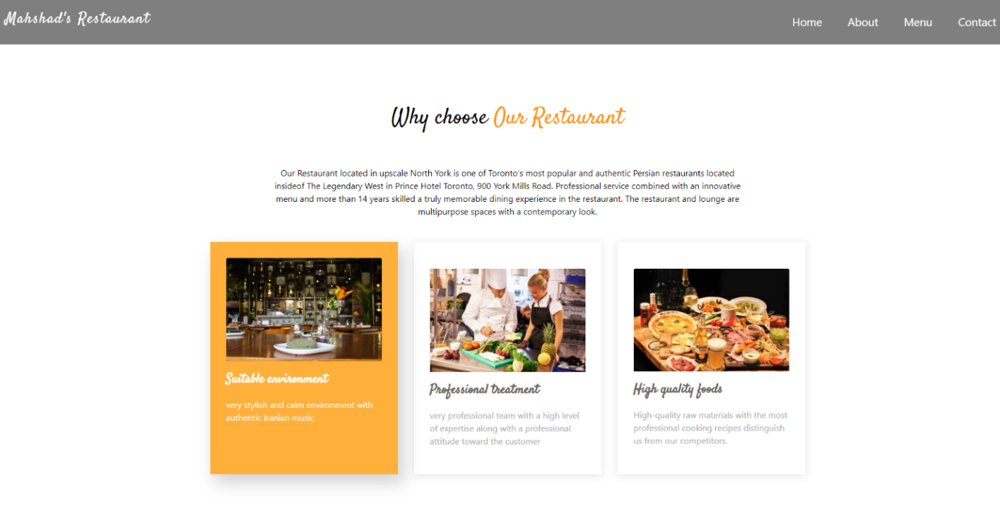 Mahshad's Restaurant
Home About Menu Contact
Why choose Our Restaurant
Our Restaurant located in upscale North York is one of Toronto's most popular and authentic Persian restaurants located
insideof The Legendary West in Prince Hotel Toronto, 900 York Mills Road. Professional service combined with an innovative
menu and more than 14 years skilled a truly memorable dining experience in the restaurant. The restaurant and lounge are
multipurpose spaces with a contemporary look.
Suitable environment
very stylish and calm environment with
authentic Iranian music
Professional treatment
very professional team with a high level
of expertise along with a professional
attitude toward the customer
High quality foods
High-quality raw materials with the most
professional cooking recipes distinguish
us from our competitors.